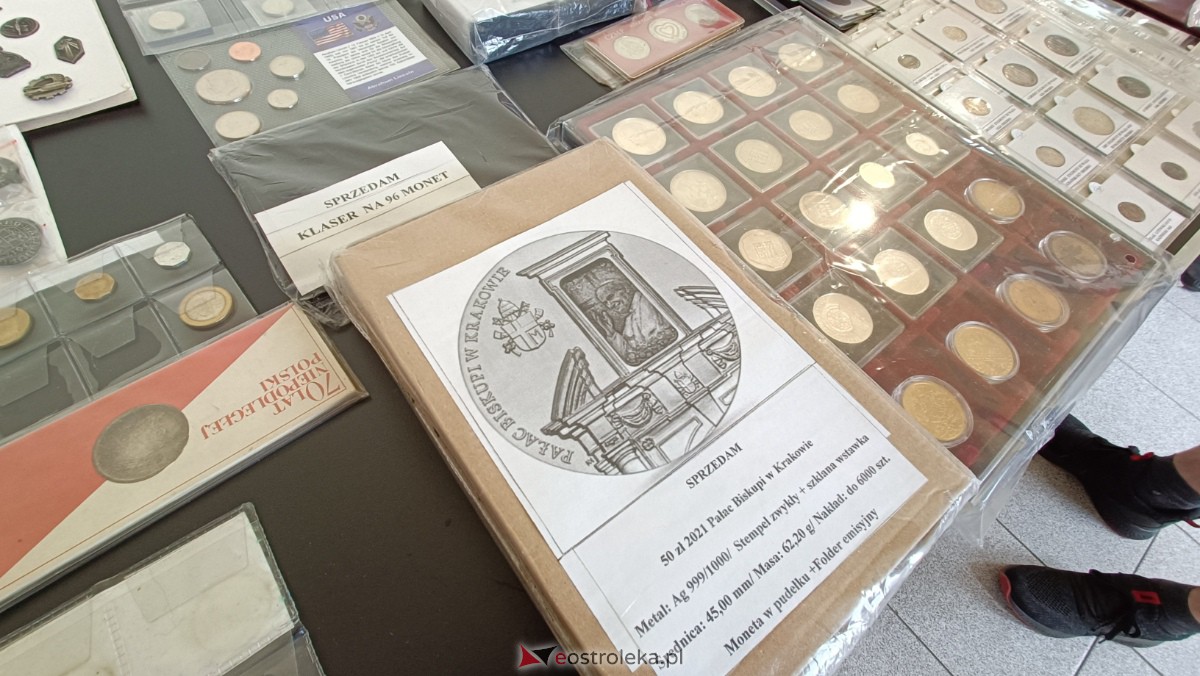 USA
Abraham Lincoln
SPRZEDAM
KLASER NA 96 MONET
PAŁAC BISKUPI W KRAKOWIE
SPRZEDAM
50 zł 2021 Pałac Biskupi w Krakowie
Metal: Ag 999/1000/ Stempel zwykły + szklana wstawka
Średnica: 45,00 mm/ Masa: 62,20 g/ Nakład: do 6000 szt.
Moneta w pudełku +Folder emisyjny
70 LAT
NIEPODLEGŁEJ
POLSKI
eostroleka.pl